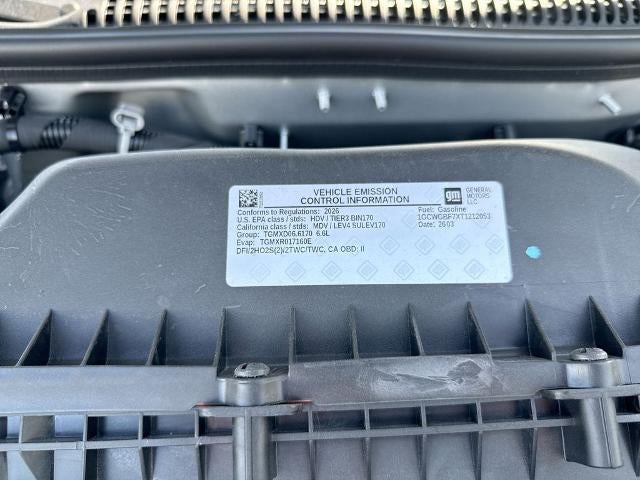 VEHICLE EMISSION
CONTROL INFORMATION
gm
GENERAL
MOTORS
LLC
Conforms to Regulations: 2026
U.S. EPA class / stds: HDV / TIER3 BIN170
California class / stds: MDV / LEV4 SULEV170
Group: TGMXD06.6170 6.6L
Evap: TGMXR017160E
DFI/2HO2S(2)/2TWC/TWC, CA OBD: II
Fuel: Gasoline
1GCWGBF7XT1212053
Date: 26 03